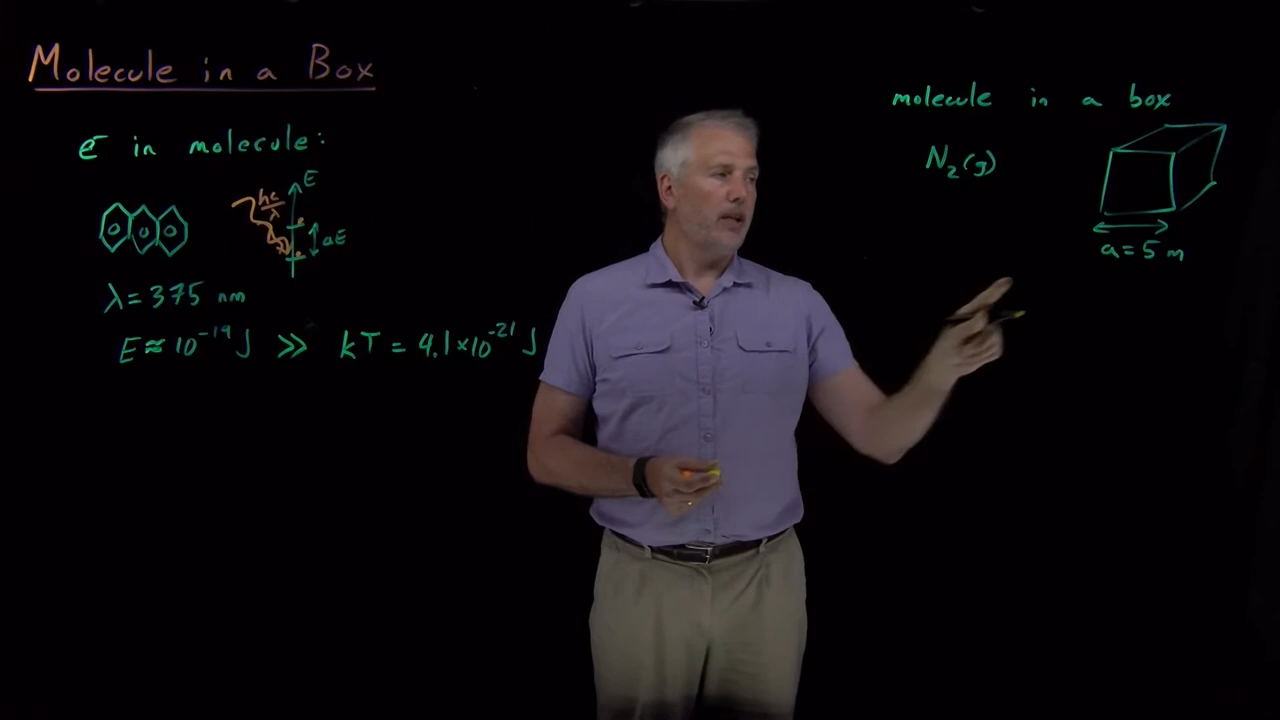 Molecule in a Box
e⁻ in molecule:
hc/λ
E
ΔE
λ = 375 nm
E ≈ 10⁻¹⁹ J ≫ kT = 4.1×10⁻²¹ J
molecule in a box
N₂(g)
a = 5 m